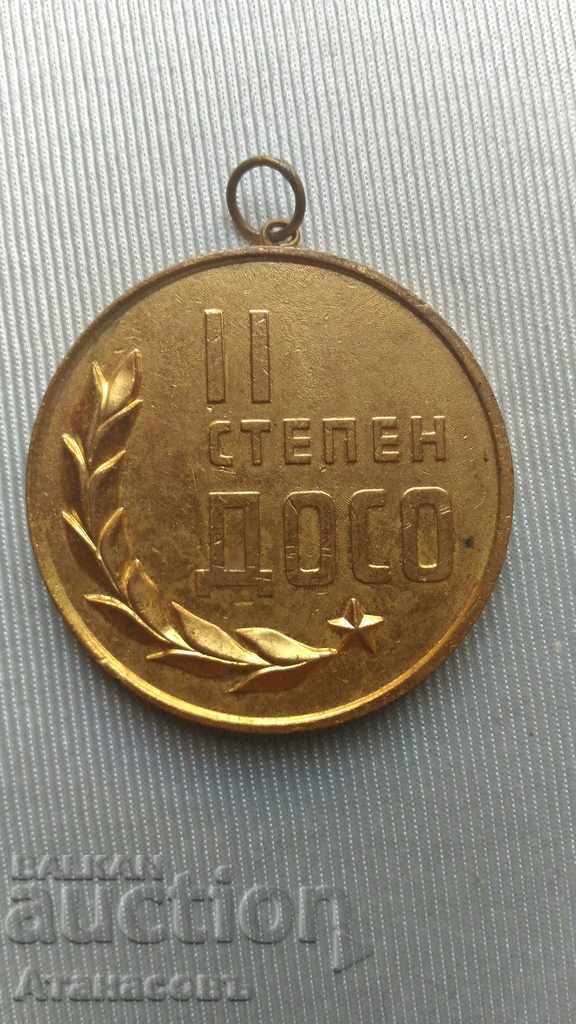 II
СТЕПЕН
ДОСО
BALKAN
auction
Атанасовъ